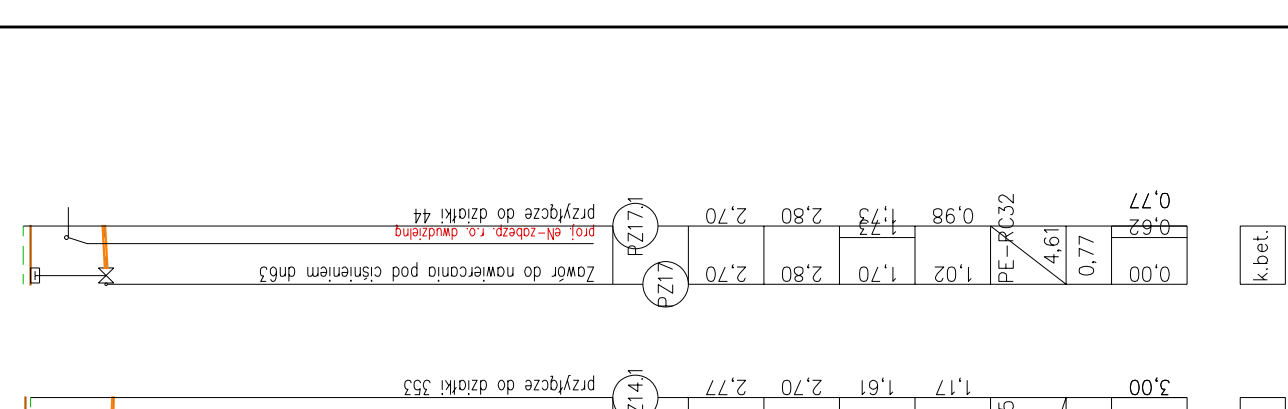 przyłącze do działki 44
proj. eN-zabezp. r.o. dwudzielną
Zawór do nawiercania pod ciśnieniem dn63
PZ17.1
2,70
2,80
1,73
0,98
PE-RC32
4,61
0,77
0,62
0,77
PZ17
2,70
2,80
1,70
1,02
0,00
k.bet.
przyłącze do działki 353
2,77
2,70
1,61
1,17
3,00